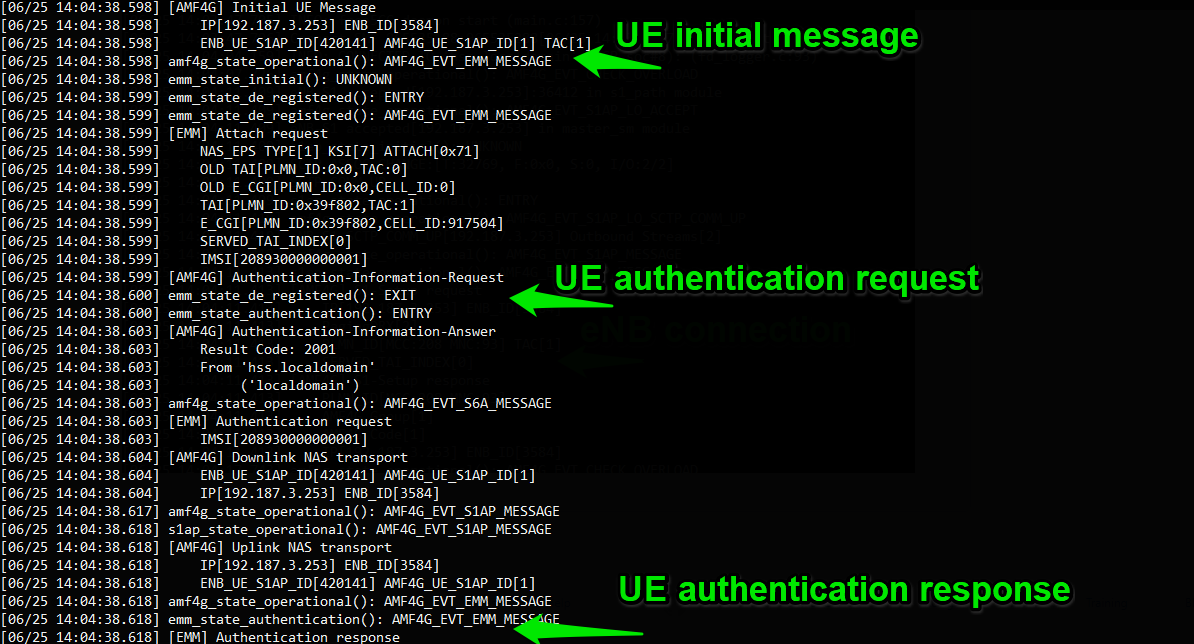 [06/25 14:04:38.598] [AMF4G] Initial UE Message
[06/25 14:04:38.598]     IP[192.187.3.253] ENB_ID[3584]
[06/25 14:04:38.598]     ENB_UE_S1AP_ID[420141] AMF4G_UE_S1AP_ID[1] TAC[1]
UE initial message
[06/25 14:04:38.598] amf4g_state_operational(): AMF4G_EVT_EMM_MESSAGE
[06/25 14:04:38.598] emm_state_initial(): UNKNOWN
[06/25 14:04:38.599] emm_state_de_registered(): ENTRY
[06/25 14:04:38.599] emm_state_de_registered(): AMF4G_EVT_EMM_MESSAGE
[06/25 14:04:38.599] [EMM] Attach request
[06/25 14:04:38.599]     NAS_EPS TYPE[1] KSI[7] ATTACH[0x71]
[06/25 14:04:38.599]     OLD TAI[PLMN_ID:0x0,TAC:0]
[06/25 14:04:38.599]     OLD E_CGI[PLMN_ID:0x0,CELL_ID:0]
[06/25 14:04:38.599]     TAI[PLMN_ID:0x39f802,TAC:1]
[06/25 14:04:38.599]     E_CGI[PLMN_ID:0x39f802,CELL_ID:917504]
[06/25 14:04:38.599]     SERVED_TAI_INDEX[0]
[06/25 14:04:38.599]     IMSI[208930000000001]
[06/25 14:04:38.599] [AMF4G] Authentication-Information-Request
UE authentication request
[06/25 14:04:38.600] emm_state_de_registered(): EXIT
[06/25 14:04:38.600] emm_state_authentication(): ENTRY
[06/25 14:04:38.603] [AMF4G] Authentication-Information-Answer
eNB connection
[06/25 14:04:38.603]     Result Code: 2001
[06/25 14:04:38.603]     From 'hss.localdomain'
[06/25 14:04:38.603]          ('localdomain')
[06/25 14:04:38.603] amf4g_state_operational(): AMF4G_EVT_S6A_MESSAGE
[06/25 14:04:38.603] [EMM] Authentication request
[06/25 14:04:38.603]     IMSI[208930000000001]
[06/25 14:04:38.604] [AMF4G] Downlink NAS transport
[06/25 14:04:38.604]     ENB_UE_S1AP_ID[420141] AMF4G_UE_S1AP_ID[1]
[06/25 14:04:38.604]     IP[192.187.3.253] ENB_ID[3584]
[06/25 14:04:38.617] amf4g_state_operational(): AMF4G_EVT_S1AP_MESSAGE
[06/25 14:04:38.618] s1ap_state_operational(): AMF4G_EVT_S1AP_MESSAGE
[06/25 14:04:38.618] [AMF4G] Uplink NAS transport
[06/25 14:04:38.618]     IP[192.187.3.253] ENB_ID[3584]
[06/25 14:04:38.618]     ENB_UE_S1AP_ID[420141] AMF4G_UE_S1AP_ID[1]
UE authentication response
[06/25 14:04:38.618] amf4g_state_operational(): AMF4G_EVT_EMM_MESSAGE
[06/25 14:04:38.618] emm_state_authentication(): AMF4G_EVT_EMM_MESSAGE
[06/25 14:04:38.618] [EMM] Authentication response